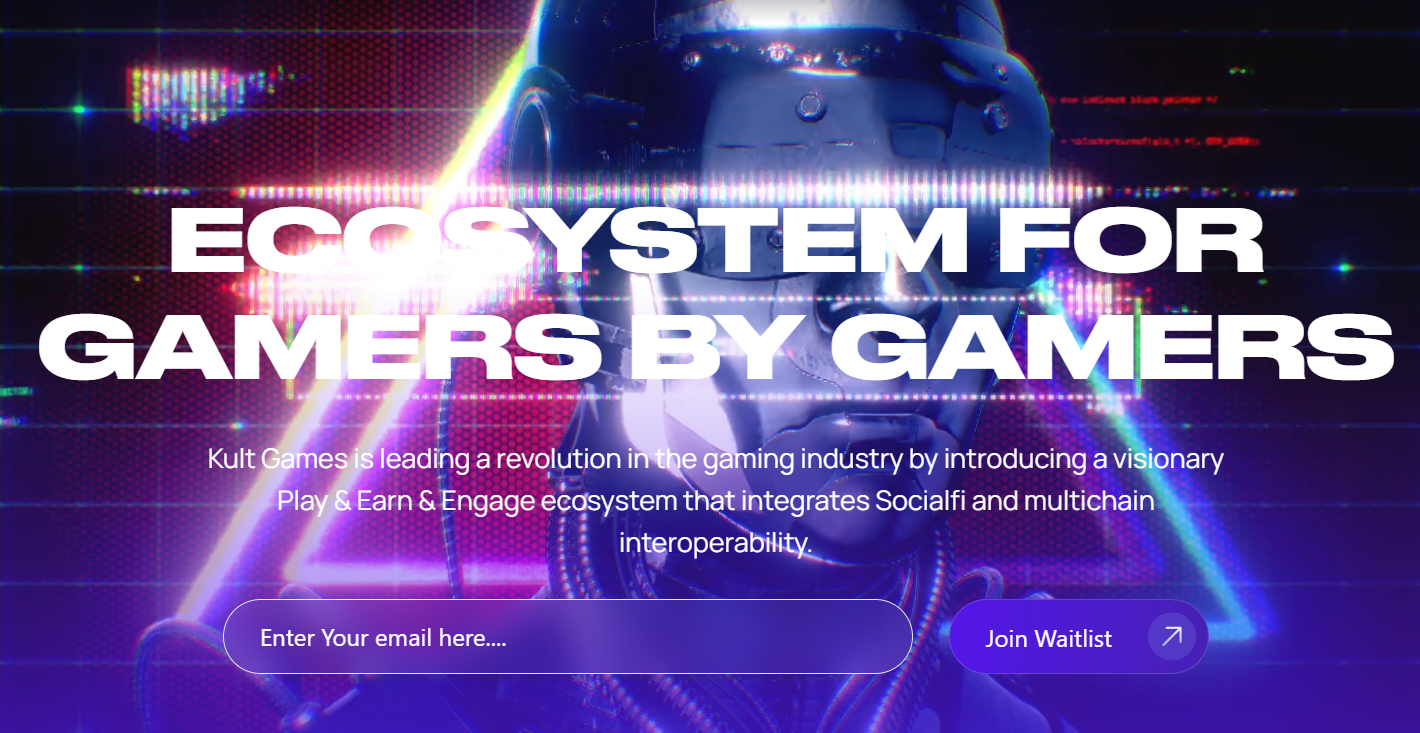 ECOSYSTEM FOR
GAMERS BY GAMERS
Kult Games is leading a revolution in the gaming industry by introducing a visionary
Play & Earn & Engage ecosystem that integrates Socialfi and multichain
interoperability.
Enter Your email here....
Join Waitlist